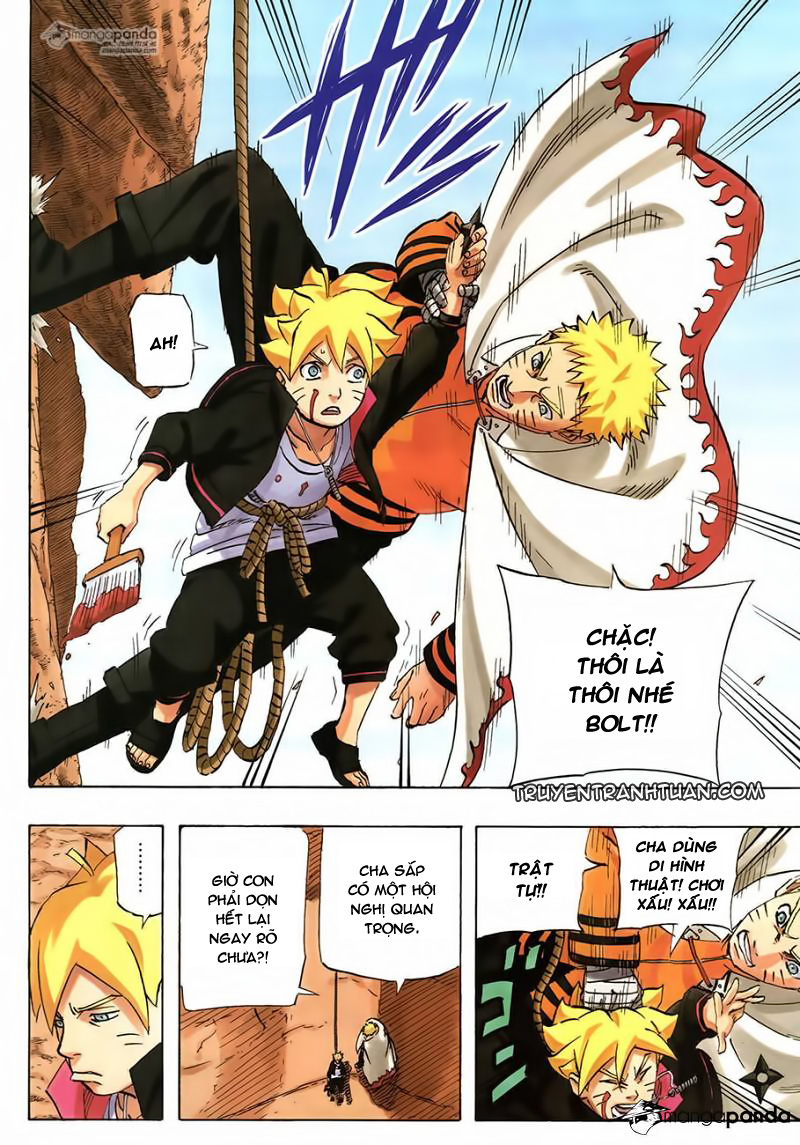 mangapanda
mangapanda.com
AH!
CHẶC!
THÔI LÀ
THÔI NHÉ
BOLT!!
TRUYENTRANHTUAN.COM
CHA DÙNG
DI HÌNH
THUẬT! CHƠI
XẤU! XẤU!!
TRẬT
TỰ!!
CHA SẮP
CÓ MỘT HỘI
NGHỊ QUAN
TRỌNG.
GIỜ CON
PHẢI DỌN
HẾT LẠI
NGAY RÕ
CHƯA?!
.........
mangapanda